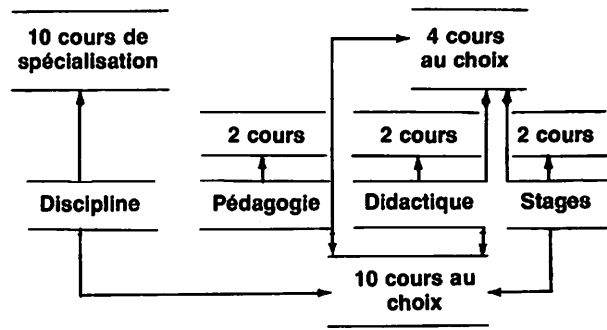 10 cours de
spécialisation
4 cours
au choix
2 cours
2 cours
2 cours
Discipline
Pédagogie
Didactique
Stages
10 cours au
choix